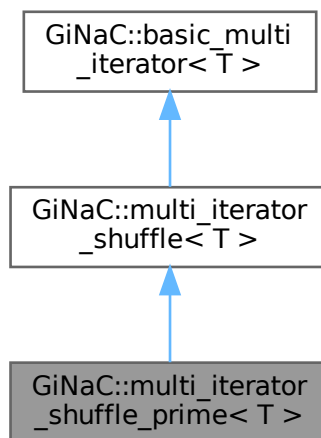 GiNaC::basic_multi
_iterator< T >
GiNaC::multi_iterator
_shuffle< T >
GiNaC::multi_iterator
_shuffle_prime< T >